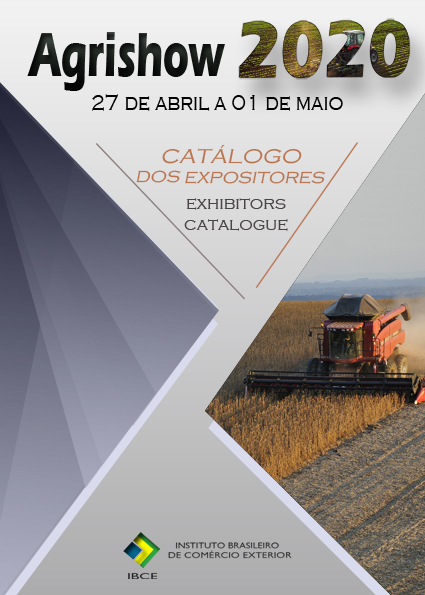 Agrishow 2020
27 DE ABRIL A 01 DE MAIO
CATÁLOGO
DOS EXPOSITORES
EXHIBITORS
CATALOGUE
INSTITUTO BRASILEIRO
DE COMÉRCIO EXTERIOR
IBCE